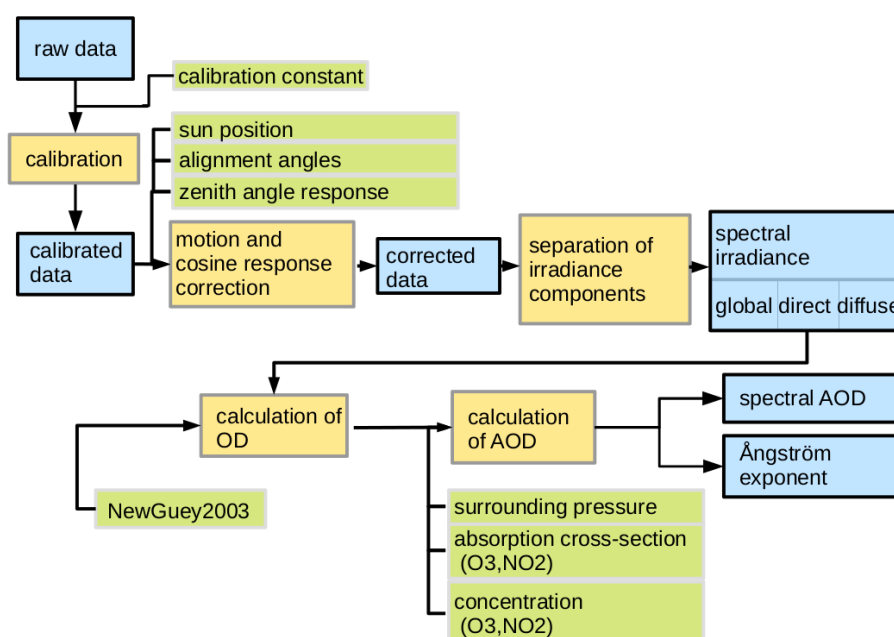 raw data
calibration constant
calibration
sun position
alignment angles
zenith angle response
calibrated
data
motion and
cosine response
correction
corrected
data
separation of
irradiance
components
spectral
irradiance
global direct diffuse
calculation of
OD
calculation
of AOD
spectral AOD
Ångström
exponent
NewGuey2003
surrounding pressure
absorption cross-section
(O3,NO2)
concentration
(O3,NO2)